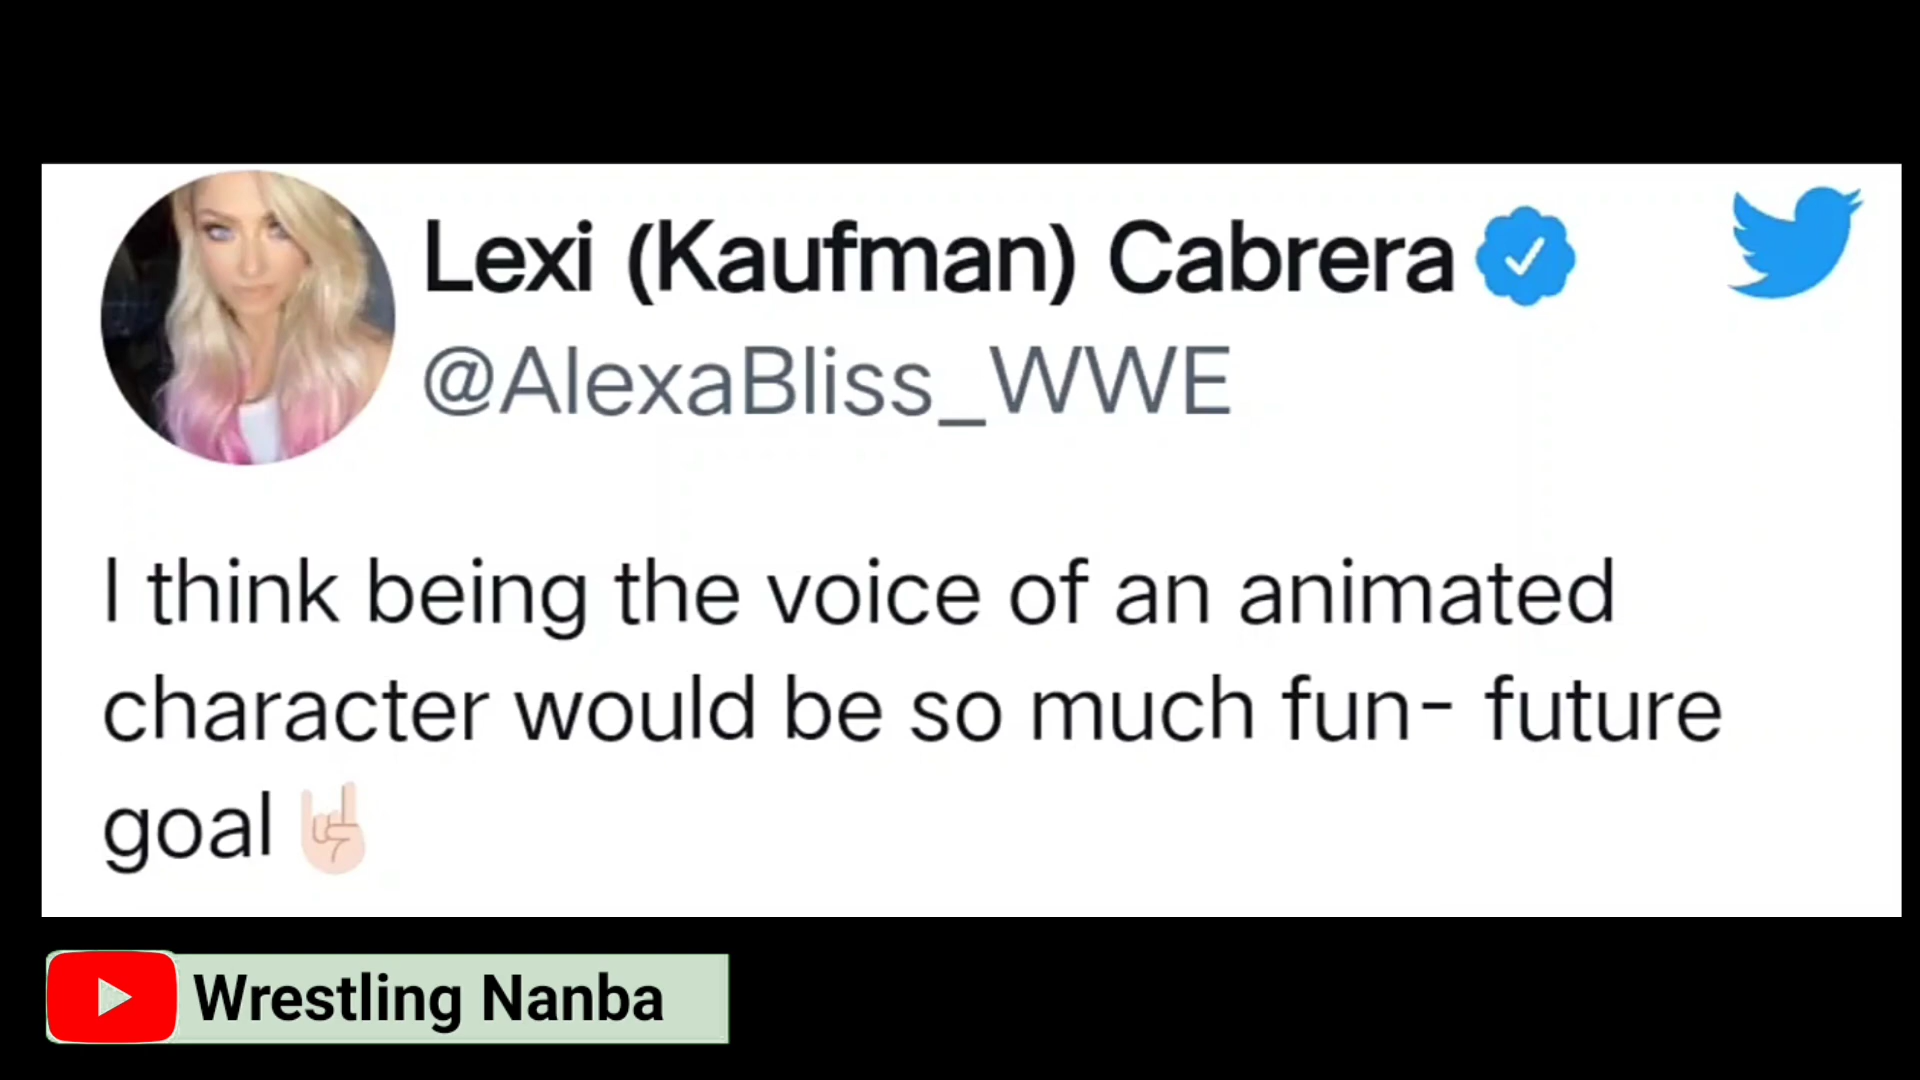 Lexi (Kaufman) Cabrera
@AlexaBliss_WWE
I think being the voice of an animated
character would be so much fun- future
goal 🤘🏻
Wrestling Nanba